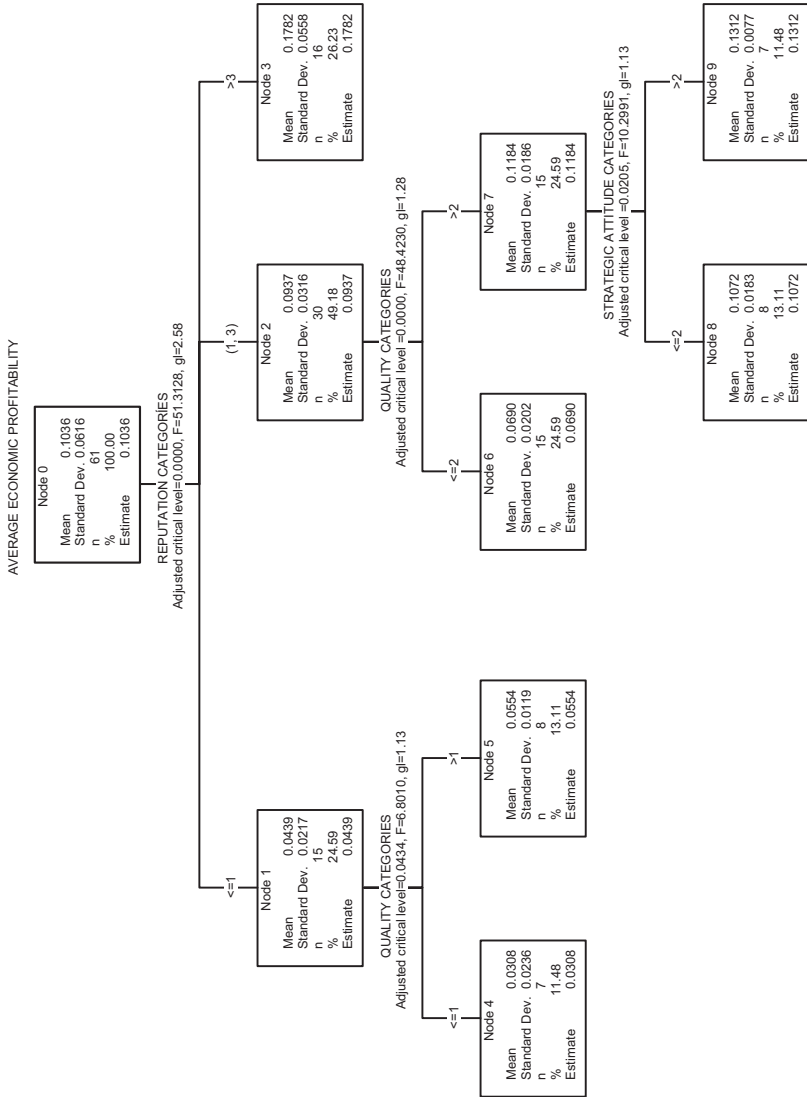 AVERAGE ECONOMIC PROFITABILITY
Node 0
Mean 0.1036
Standard Dev. 0.0616
n 61
% 100.00
Estimate 0.1036
REPUTATION CATEGORÍES
Adjusted critical level=0.0000, F=51.3128, gl=2.58
<=1
(1, 3)
>3
Node 1
Mean 0.0439
Standard Dev. 0.0217
n 15
% 24.59
Estimate 0.0439
Node 2
Mean 0.0937
Standard Dev. 0.0316
n 30
% 49.18
Estimate 0.0937
Node 3
Mean 0.1782
Standard Dev. 0.0558
n 16
% 26.23
Estimate 0.1782
QUALITY CATEGORIES
Adjusted critical level=0.0434, F=6.8010, gl=1.13
<=1
>1
QUALITY CATEGORIES
Adjusted critical level =0.0000, F=48.4230, gl=1.28
<=2
>2
Node 4
Mean 0.0308
Standard Dev. 0.0236
n 7
% 11.48
Estimate 0.0308
Node 5
Mean 0.0554
Standard Dev. 0.0119
n 8
% 13.11
Estimate 0.0554
Node 6
Mean 0.0690
Standard Dev. 0.0202
n 15
% 24.59
Estimate 0.0690
Node 7
Mean 0.1184
Standard Dev. 0.0186
n 15
% 24.59
Estimate 0.1184
STRATEGIC ATTITUDE CATEGORIES
Adjusted critical level =0.0205, F=10.2991, gl=1.13
<=2
>2
Node 8
Mean 0.1072
Standard Dev. 0.0183
n 8
% 13.11
Estimate 0.1072
Node 9
Mean 0.1312
Standard Dev. 0.0077
n 7
% 11.48
Estimate 0.1312